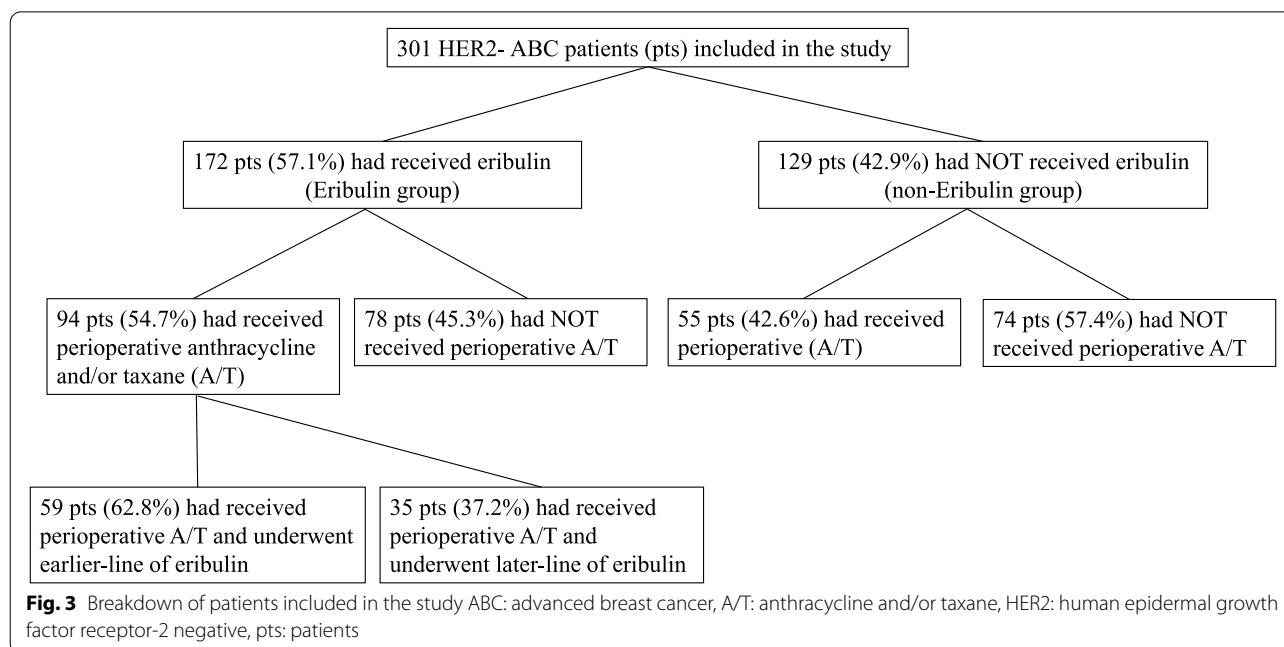 301 HER2- ABC patients (pts) included in the study
172 pts (57.1%) had received eribulin
(Eribulin group)
129 pts (42.9%) had NOT received eribulin
(non-Eribulin group)
94 pts (54.7%) had received
perioperative anthracycline
and/or taxane (A/T)
78 pts (45.3%) had NOT
received perioperative A/T
55 pts (42.6%) had received
perioperative (A/T)
74 pts (57.4%) had NOT
received perioperative A/T
59 pts (62.8%) had received
perioperative A/T and underwent
earlier-line of eribulin
35 pts (37.2%) had received
perioperative A/T and
underwent later-line of eribulin
Fig. 3 Breakdown of patients included in the study ABC: advanced breast cancer, A/T: anthracycline and/or taxane, HER2: human epidermal growth
factor receptor-2 negative, pts: patients